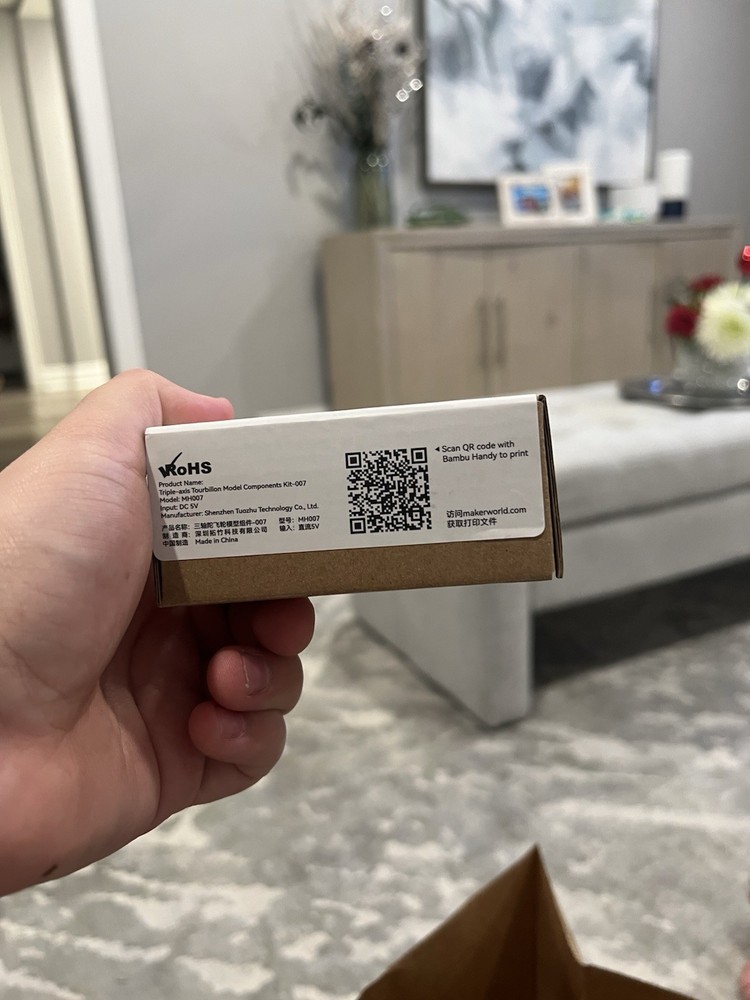 RoHS
Product Name:
Triple-axis Tourbillon Model Components Kit-007
Model: MH007
Input: DC 5V
Manufacturer: Shenzhen Tuozhu Technology Co., Ltd.
产品名称: 三轴陀飞轮模型组件-007 型号: MH007
制 造 商: 深圳拓竹科技有限公司 输入: 直流5V
中国制造 Made in China
Scan QR code with
Bambu Handy to print
访问makerworld.com
获取打印文件